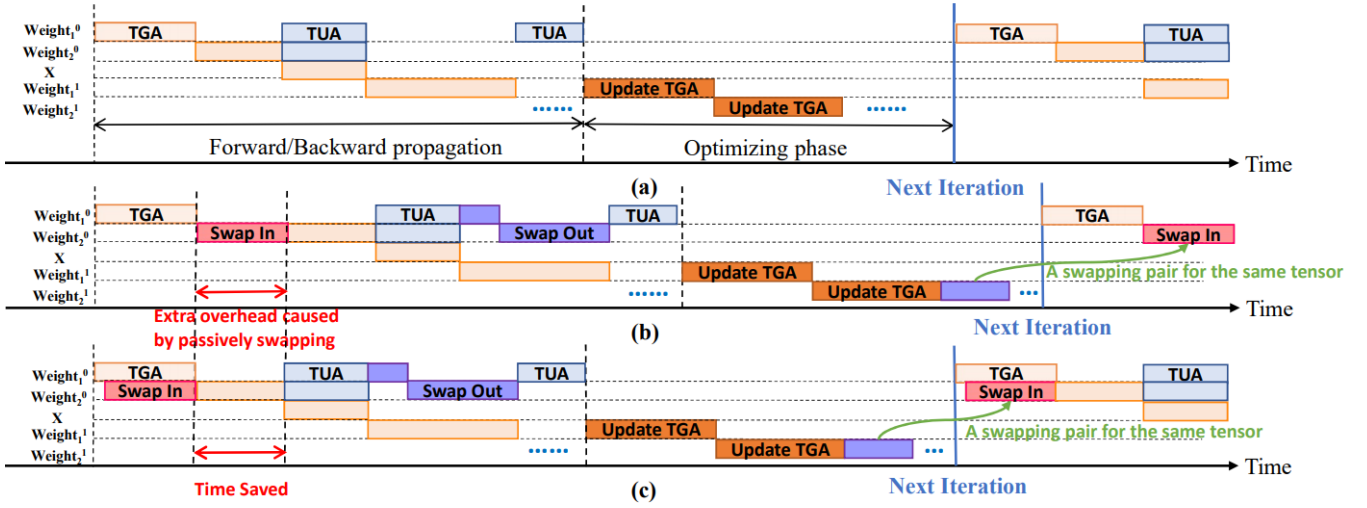 Weight₁⁰ TGA TUA TUA TGA TUA
Weight₂⁰
X
Weight₁¹ Update TGA
Weight₂¹ ...... Update TGA ......
Forward/Backward propagation Optimizing phase
Time
(a) Next Iteration
Weight₁⁰ TGA TUA TUA TGA
Weight₂⁰ Swap In Swap Out Swap In
X
Weight₁¹ Update TGA A swapping pair for the same tensor
Weight₂¹ ...... Update TGA ...
Time
Extra overhead caused
by passively swapping
(b) Next Iteration
Weight₁⁰ TGA TUA TUA TGA TUA
Weight₂⁰ Swap In Swap Out Swap In
X
Weight₁¹ Update TGA A swapping pair for the same tensor
Weight₂¹ ...... Update TGA ...
Time
Time Saved (c) Next Iteration